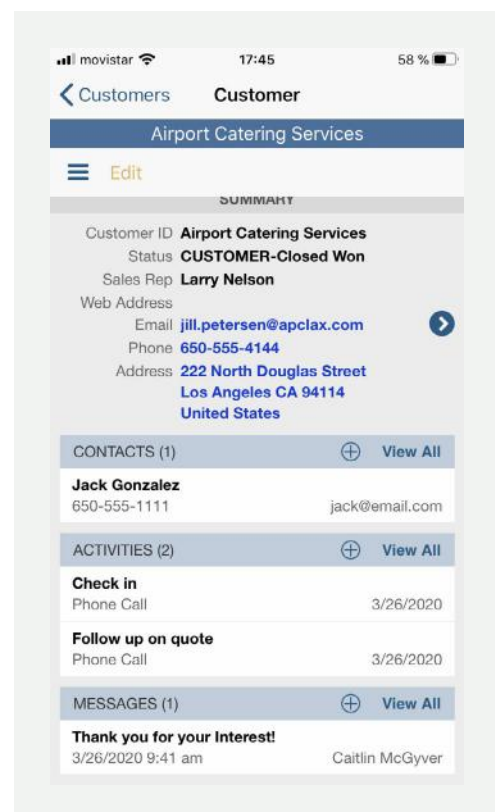 movistar 17:45 58 %
Customers Customer
Airport Catering Services
Edit
SUMMARY
Customer ID Airport Catering Services
Status CUSTOMER-Closed Won
Sales Rep Larry Nelson
Web Address
Email jill.petersen@apclax.com
Phone 650-555-4144
Address 222 North Douglas Street
Los Angeles CA 94114
United States
CONTACTS (1) View All
Jack Gonzalez
650-555-1111 jack@email.com
ACTIVITIES (2) View All
Check in
Phone Call 3/26/2020
Follow up on quote
Phone Call 3/26/2020
MESSAGES (1) View All
Thank you for your Interest!
3/26/2020 9:41 am Caitlin McGyver